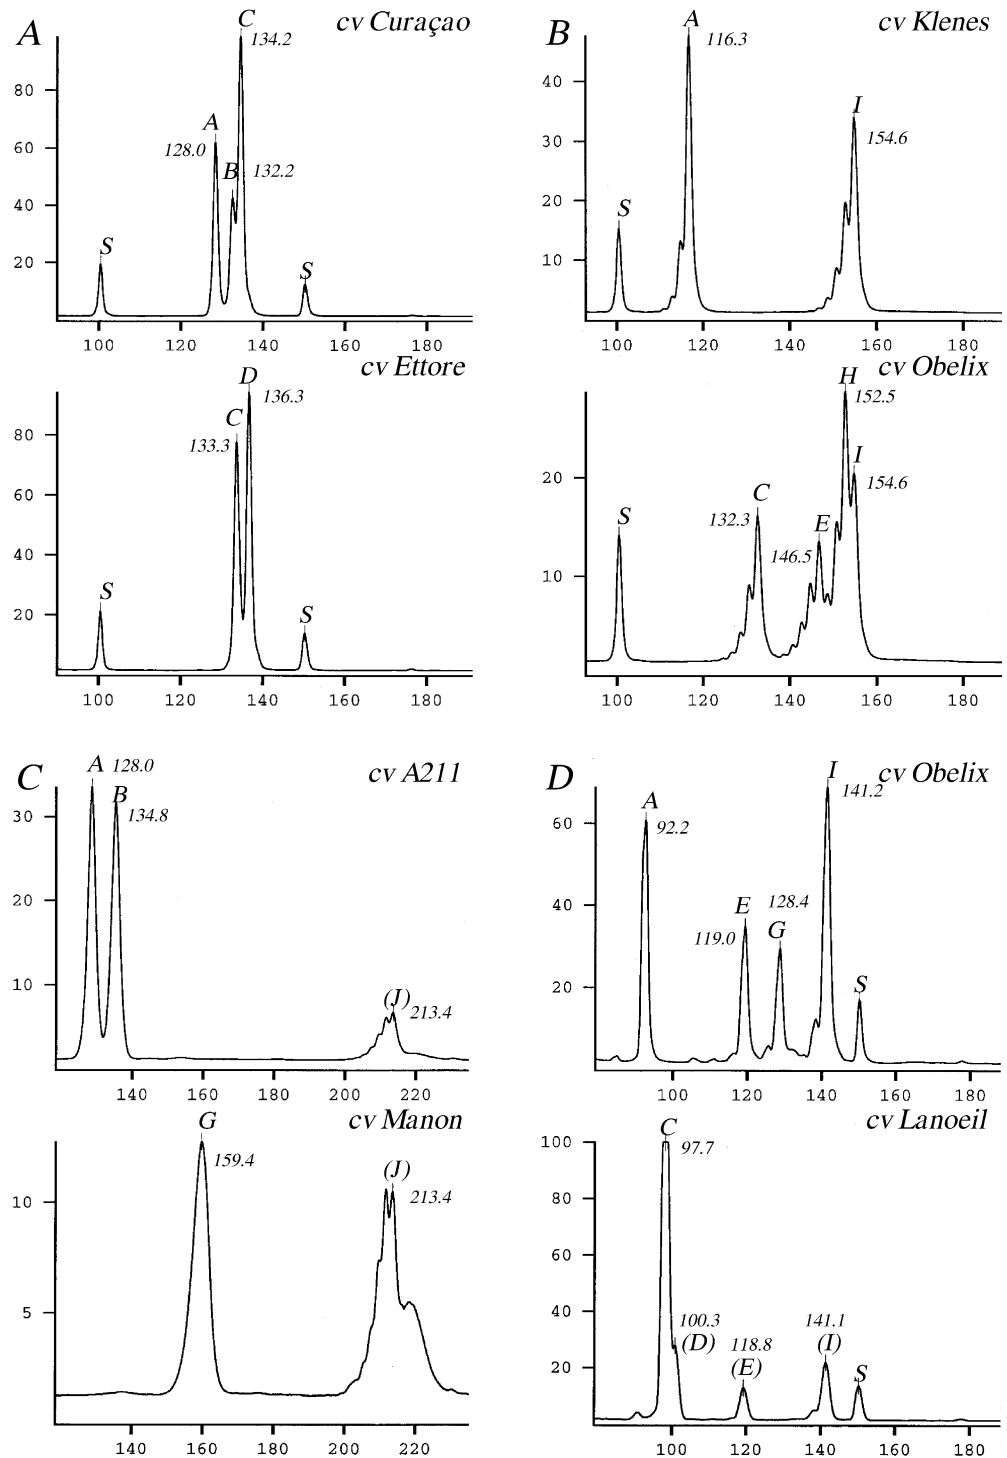 A
cv Curaçao
C
134.2
A
128.0
B
132.2
S
S
80
60
40
20
100 120 140 160 180
cv Ettore
D
136.3
C
133.3
S
S
80
60
40
20
100 120 140 160 180
B
cv Klenes
A
116.3
I
154.6
S
40
30
20
10
100 120 140 160 180
cv Obelix
H
152.5
I
154.6
C
132.3
E
146.5
S
20
10
100 120 140 160 180
C
cv A211
A 128.0
B
134.8
(J)
213.4
30
20
10
140 160 180 200 220
cv Manon
G
159.4
(J)
213.4
10
5
140 160 180 200 220
D
cv Obelix
I
141.2
A
92.2
E
119.0
128.4
G
S
60
40
20
100 120 140 160 180
cv Lanoeil
C
97.7
100.3
(D)
118.8
(E)
141.1
(I)
S
100
80
60
40
20
100 120 140 160 180